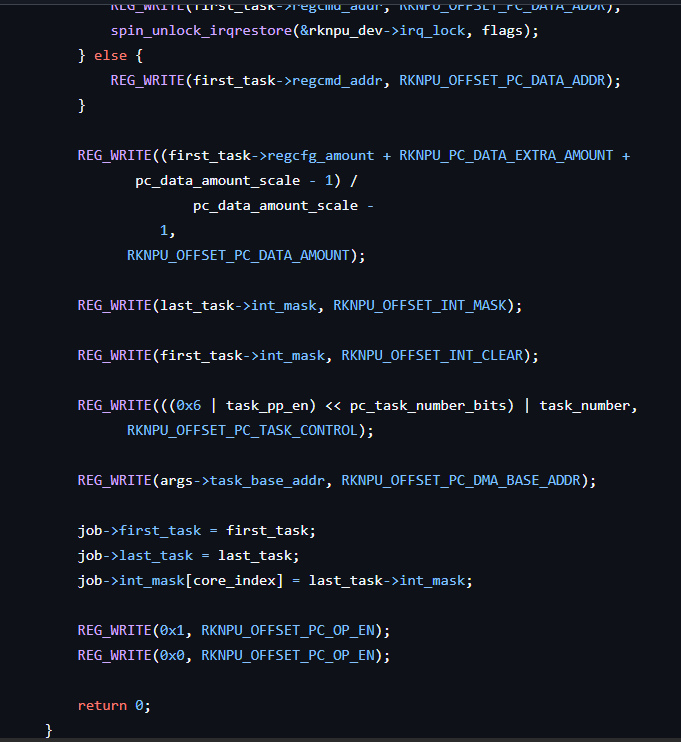 REG_WRITE(first_task->regcmd_addr, RKNPU_OFFSET_PC_DATA_ADDR);
spin_unlock_irqrestore(&rknpu_dev->irq_lock, flags);
} else {
REG_WRITE(first_task->regcmd_addr, RKNPU_OFFSET_PC_DATA_ADDR);
}
REG_WRITE((first_task->regcfg_amount + RKNPU_PC_DATA_EXTRA_AMOUNT +
pc_data_amount_scale - 1) /
pc_data_amount_scale -
1,
RKNPU_OFFSET_PC_DATA_AMOUNT);
REG_WRITE(last_task->int_mask, RKNPU_OFFSET_INT_MASK);
REG_WRITE(first_task->int_mask, RKNPU_OFFSET_INT_CLEAR);
REG_WRITE(((0x6 | task_pp_en) << pc_task_number_bits) | task_number,
RKNPU_OFFSET_PC_TASK_CONTROL);
REG_WRITE(args->task_base_addr, RKNPU_OFFSET_PC_DMA_BASE_ADDR);
job->first_task = first_task;
job->last_task = last_task;
job->int_mask[core_index] = last_task->int_mask;
REG_WRITE(0x1, RKNPU_OFFSET_PC_OP_EN);
REG_WRITE(0x0, RKNPU_OFFSET_PC_OP_EN);
return 0;
}